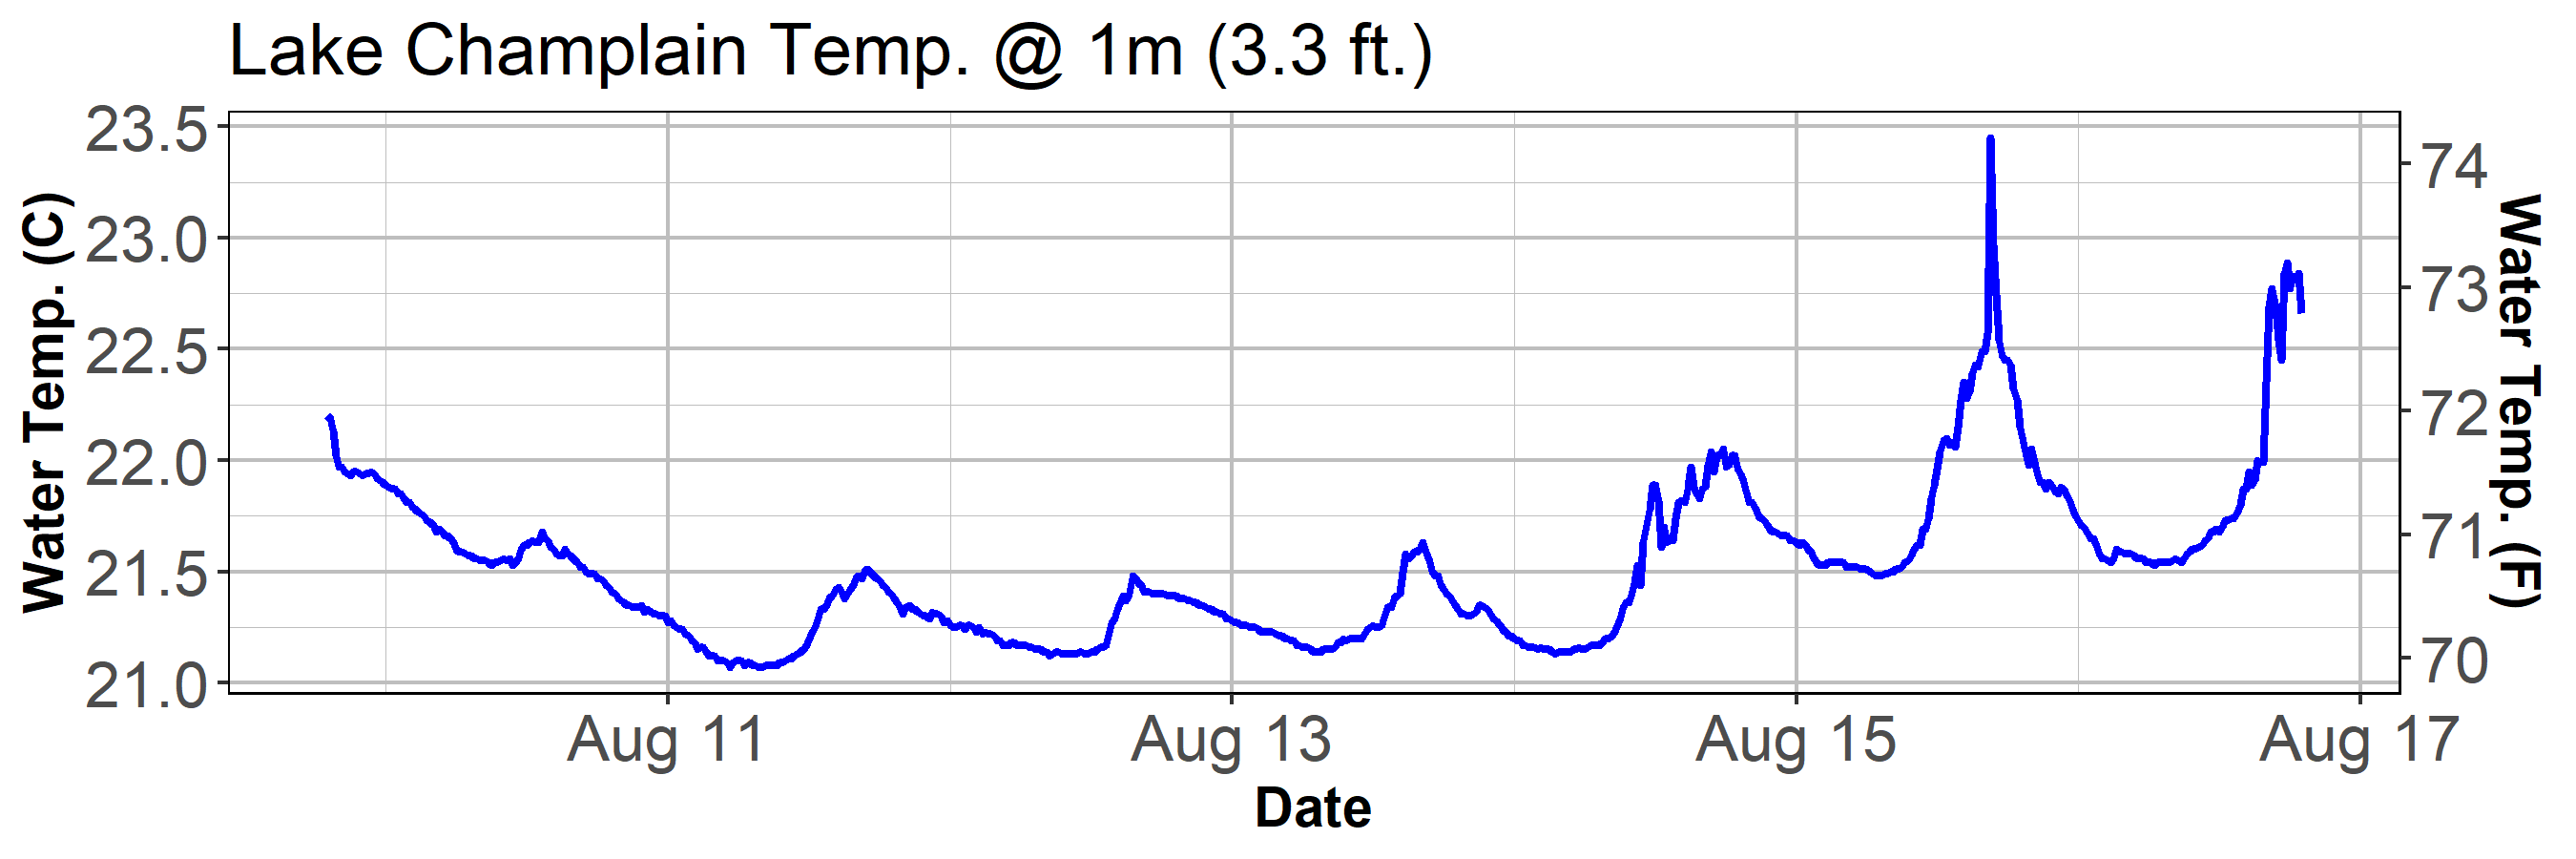 Lake Champlain Temp. @ 1m (3.3 ft.)
Water Temp. (C)
23.5
23.0
22.5
22.0
21.5
21.0
74
73
72
71
70
Water Temp. (F)
Aug 11
Aug 13
Aug 15
Aug 17
Date